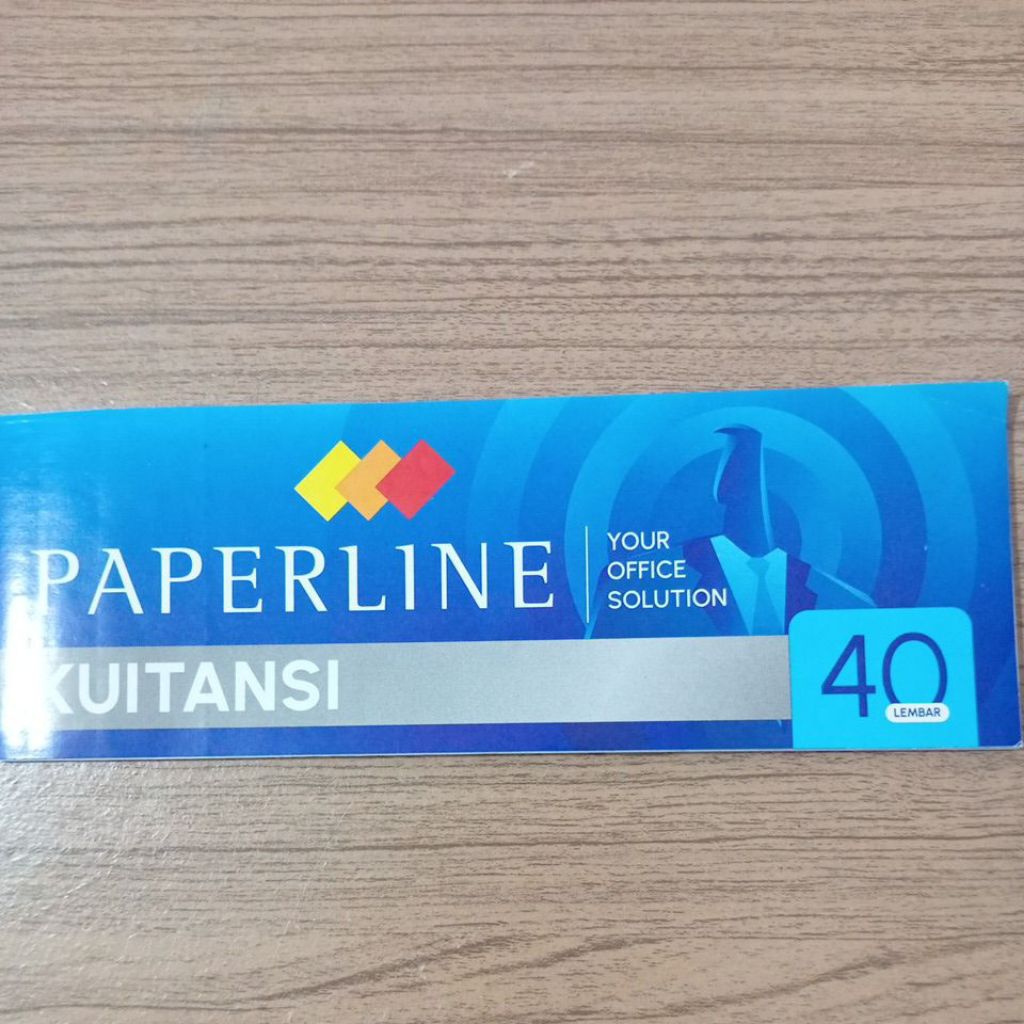 PAPERLINE
YOUR
OFFICE
SOLUTION
KUITANSI
40
LEMBAR